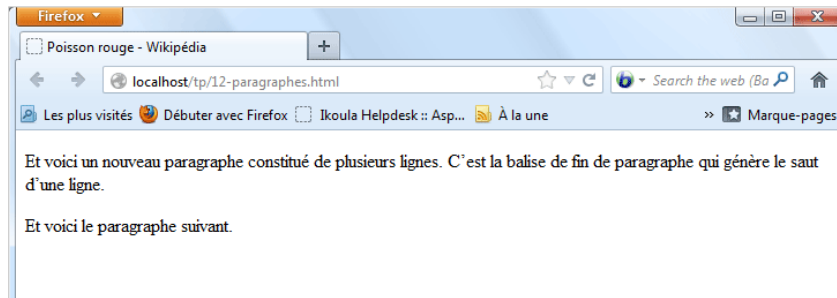 Firefox
Poisson rouge - Wikipédia
localhost/tp/12-paragraphes.html
Search the web (Ba
Les plus visités Débuter avec Firefox Ikoula Helpdesk :: Asp... À la une » Marque-pages
Et voici un nouveau paragraphe constitué de plusieurs lignes. C'est la balise de fin de paragraphe qui génère le saut
d'une ligne.
Et voici le paragraphe suivant.